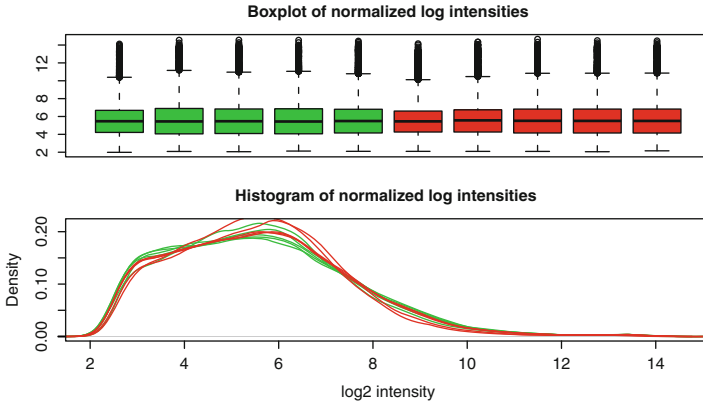 Boxplot of normalized log intensities
12
8
6
4
2
Histogram of normalized log intensities
Density
0.20
0.10
0.00
2 4 6 8 10 12 14
log2 intensity